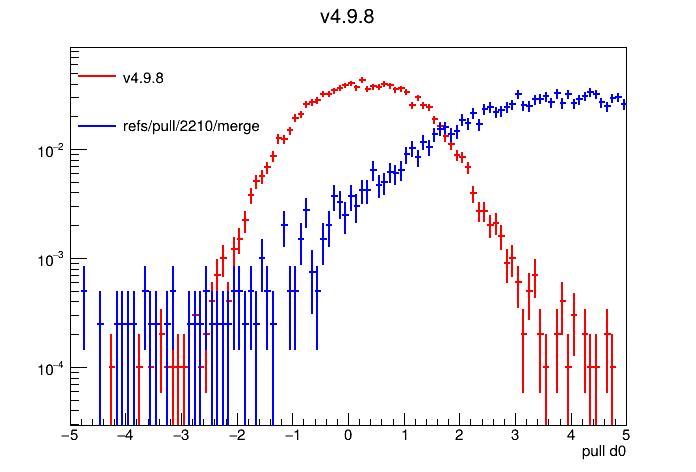 v4.9.8
v4.9.8
refs/pull/2210/merge
10⁻²
10⁻³
10⁻⁴
−5 −4 −3 −2 −1 0 1 2 3 4 5
pull d0